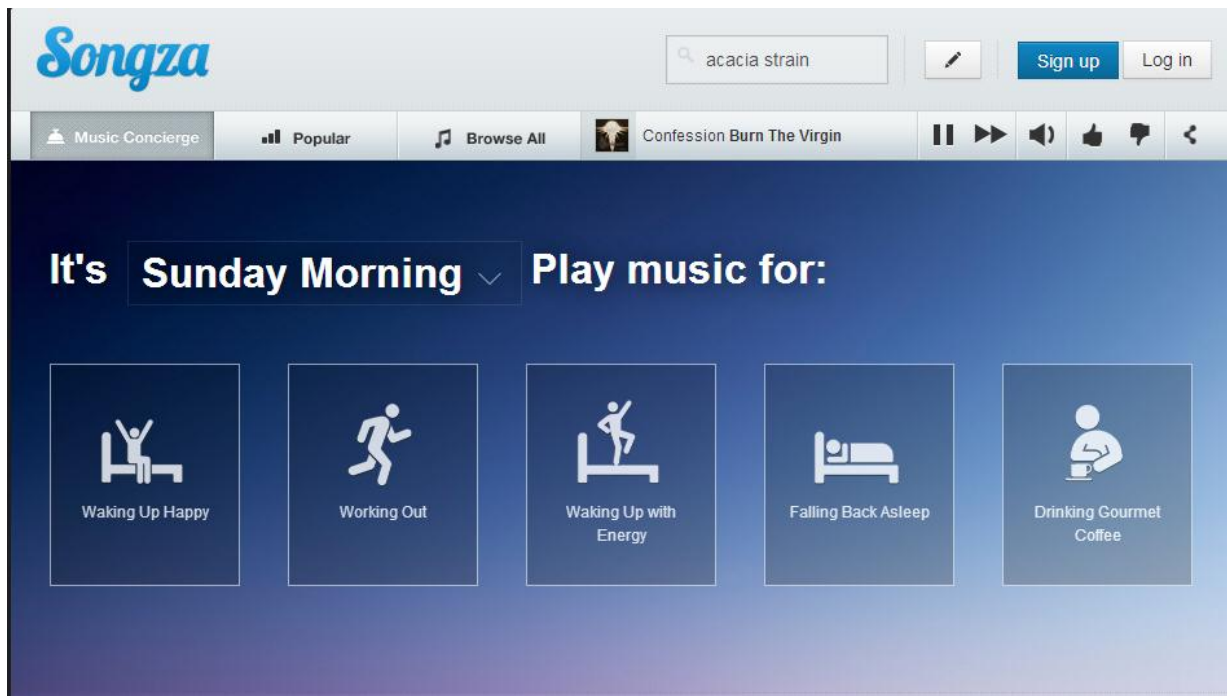 Songza
acacia strain
Sign up
Log in
Music Concierge
Popular
Browse All
Confession Burn The Virgin
It's Sunday Morning Play music for:
Waking Up Happy
Working Out
Waking Up with
Energy
Falling Back Asleep
Drinking Gourmet
Coffee